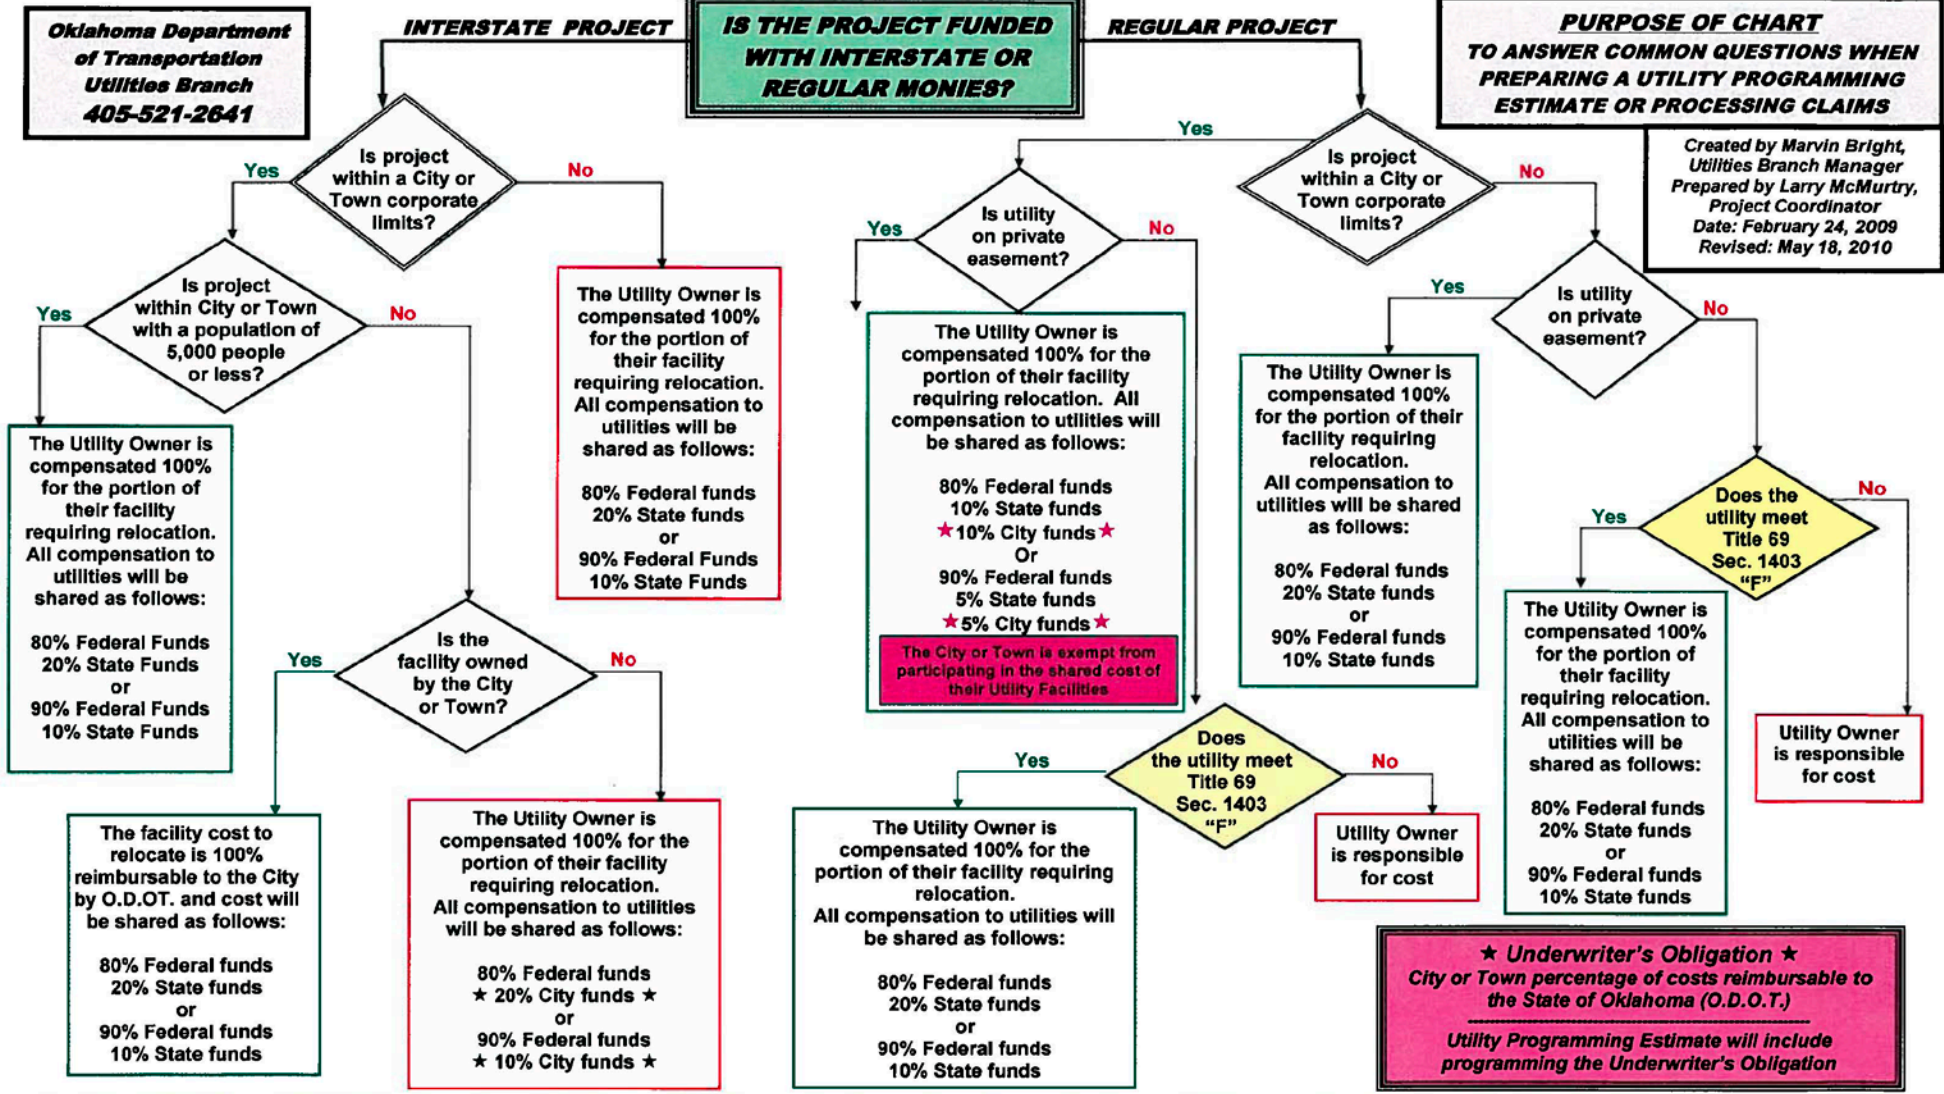 Oklahoma Department
of Transportation
Utilities Branch
405-521-2641
INTERSTATE PROJECT
IS THE PROJECT FUNDED
WITH INTERSTATE OR
REGULAR MONIES?
REGULAR PROJECT
PURPOSE OF CHART
TO ANSWER COMMON QUESTIONS WHEN
PREPARING A UTILITY PROGRAMMING
ESTIMATE OR PROCESSING CLAIMS
Created by Marvin Bright,
Utilities Branch Manager
Prepared by Larry McMurtry,
Project Coordinator
Date: February 24, 2009
Revised: May 18, 2010
Yes
Is project
within a City or
Town corporate
limits?
No
Yes
Is project
within City or Town
with a population of
5,000 people
or less?
No
The Utility Owner is
compensated 100%
for the portion of
their facility
requiring relocation.
All compensation to
utilities will be
shared as follows:
80% Federal funds
20% State funds
or
90% Federal Funds
10% State Funds
The Utility Owner is
compensated 100%
for the portion of
their facility
requiring relocation.
All compensation to
utilities will be
shared as follows:
80% Federal Funds
20% State Funds
or
90% Federal Funds
10% State Funds
Yes
Is the
facility owned
by the City
or Town?
No
The facility cost to
relocate is 100%
reimbursable to the City
by O.D.OT. and cost will
be shared as follows:
80% Federal funds
20% State funds
or
90% Federal funds
10% State funds
The Utility Owner is
compensated 100% for the
portion of their facility
requiring relocation.
All compensation to utilities
will be shared as follows:
80% Federal funds
★ 20% City funds ★
or
90% Federal funds
★ 10% City funds ★
Yes
Is project
within a City or
Town corporate
limits?
No
Yes
Is utility
on private
easement?
No
The Utility Owner is
compensated 100% for the
portion of their facility
requiring relocation. All
compensation to utilities will
be shared as follows:
80% Federal funds
10% State funds
★10% City funds★
Or
90% Federal funds
5% State funds
★5% City funds★
The City or Town is exempt from
participating in the shared cost of
their Utility Facilities
Yes
Does
the utility meet
Title 69
Sec. 1403
“F”
No
The Utility Owner is
compensated 100% for the
portion of their facility requiring
relocation.
All compensation to utilities will
be shared as follows:
80% Federal funds
20% State funds
or
90% Federal funds
10% State funds
Utility Owner
is responsible
for cost
Yes
Is utility
on private
easement?
No
The Utility Owner is
compensated 100%
for the portion of their
facility requiring
relocation.
All compensation to
utilities will be shared
as follows:
80% Federal funds
20% State funds
or
90% Federal funds
10% State funds
Yes
Does the
utility meet
Title 69
Sec. 1403
“F”
No
The Utility Owner is
compensated 100%
for the portion of
their facility
requiring relocation.
All compensation to
utilities will be
shared as follows:
80% Federal funds
20% State funds
or
90% Federal funds
10% State funds
Utility Owner
is responsible
for cost
★ Underwriter's Obligation ★
City or Town percentage of costs reimbursable to
the State of Oklahoma (O.D.O.T.)
Utility Programming Estimate will include
programming the Underwriter's Obligation